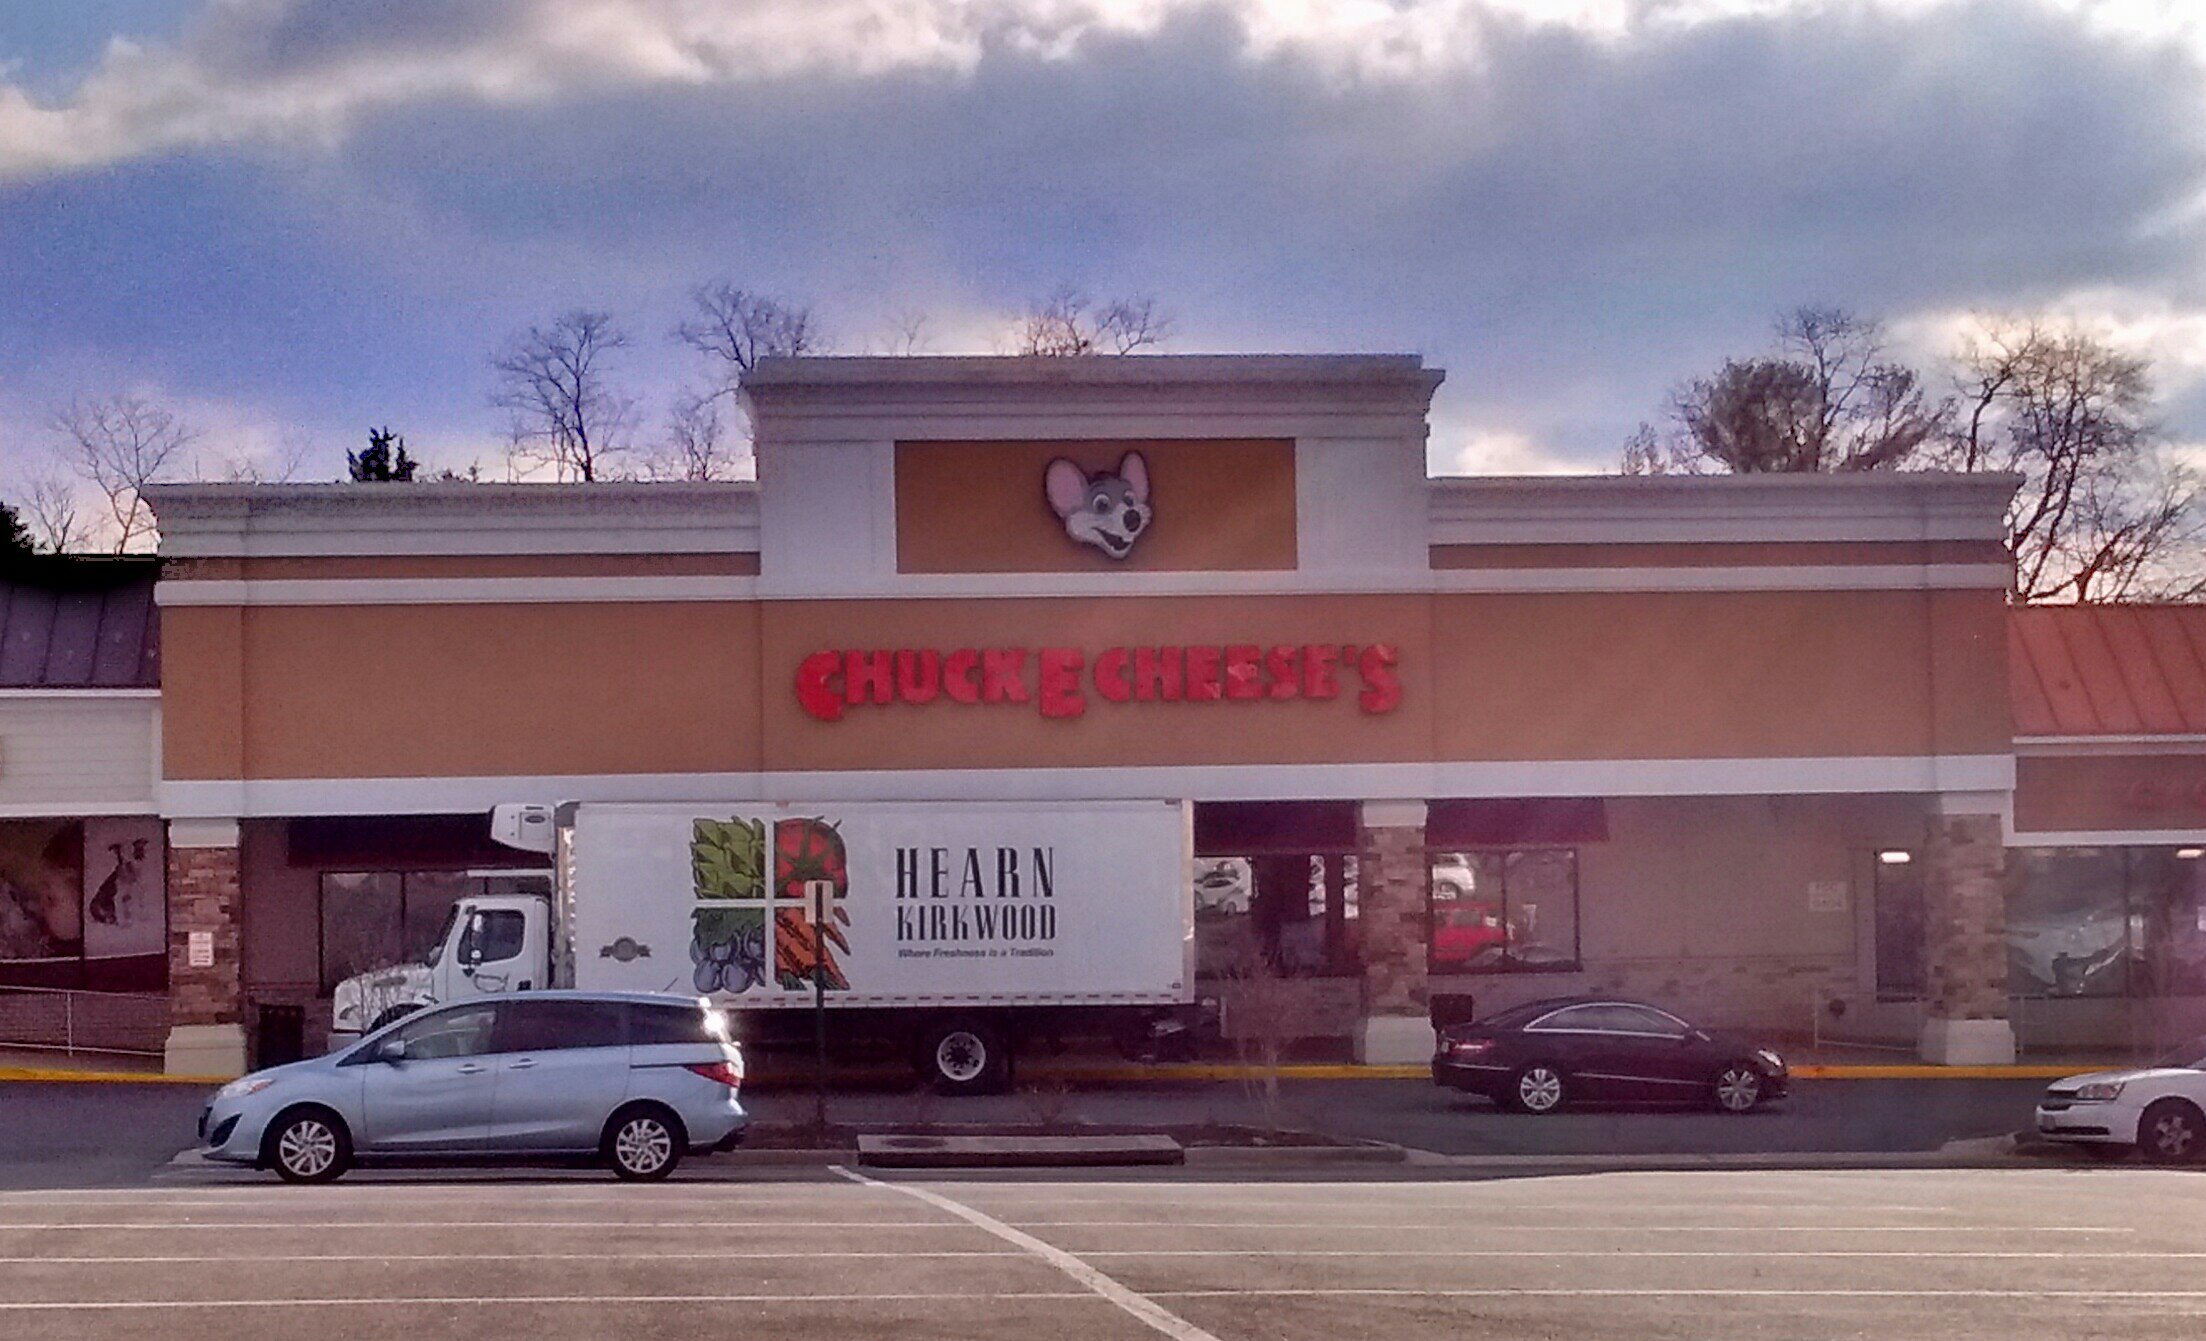 CHUCK E CHEESE'S
HEARN
KIRKWOOD
Where Freshness is a Tradition